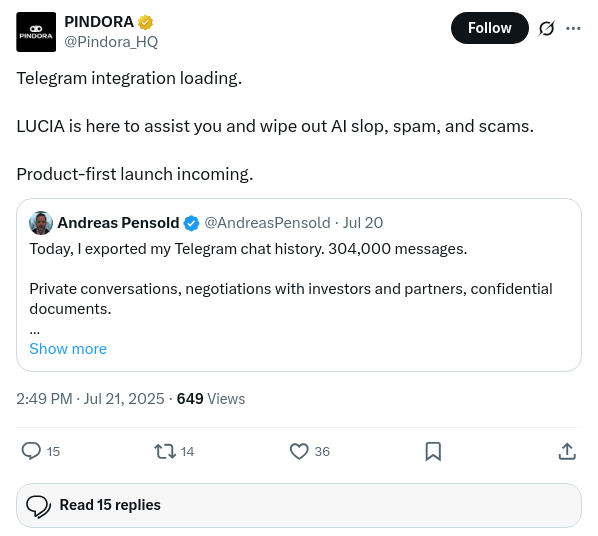 PINDORA
PINDORA
@Pindora_HQ
Follow
Telegram integration loading.
LUCIA is here to assist you and wipe out AI slop, spam, and scams.
Product-first launch incoming.
Andreas Pensold @AndreasPensold · Jul 20
Today, I exported my Telegram chat history. 304,000 messages.
Private conversations, negotiations with investors and partners, confidential
documents.
...
Show more
2:49 PM · Jul 21, 2025 · 649 Views
15 14 36
Read 15 replies